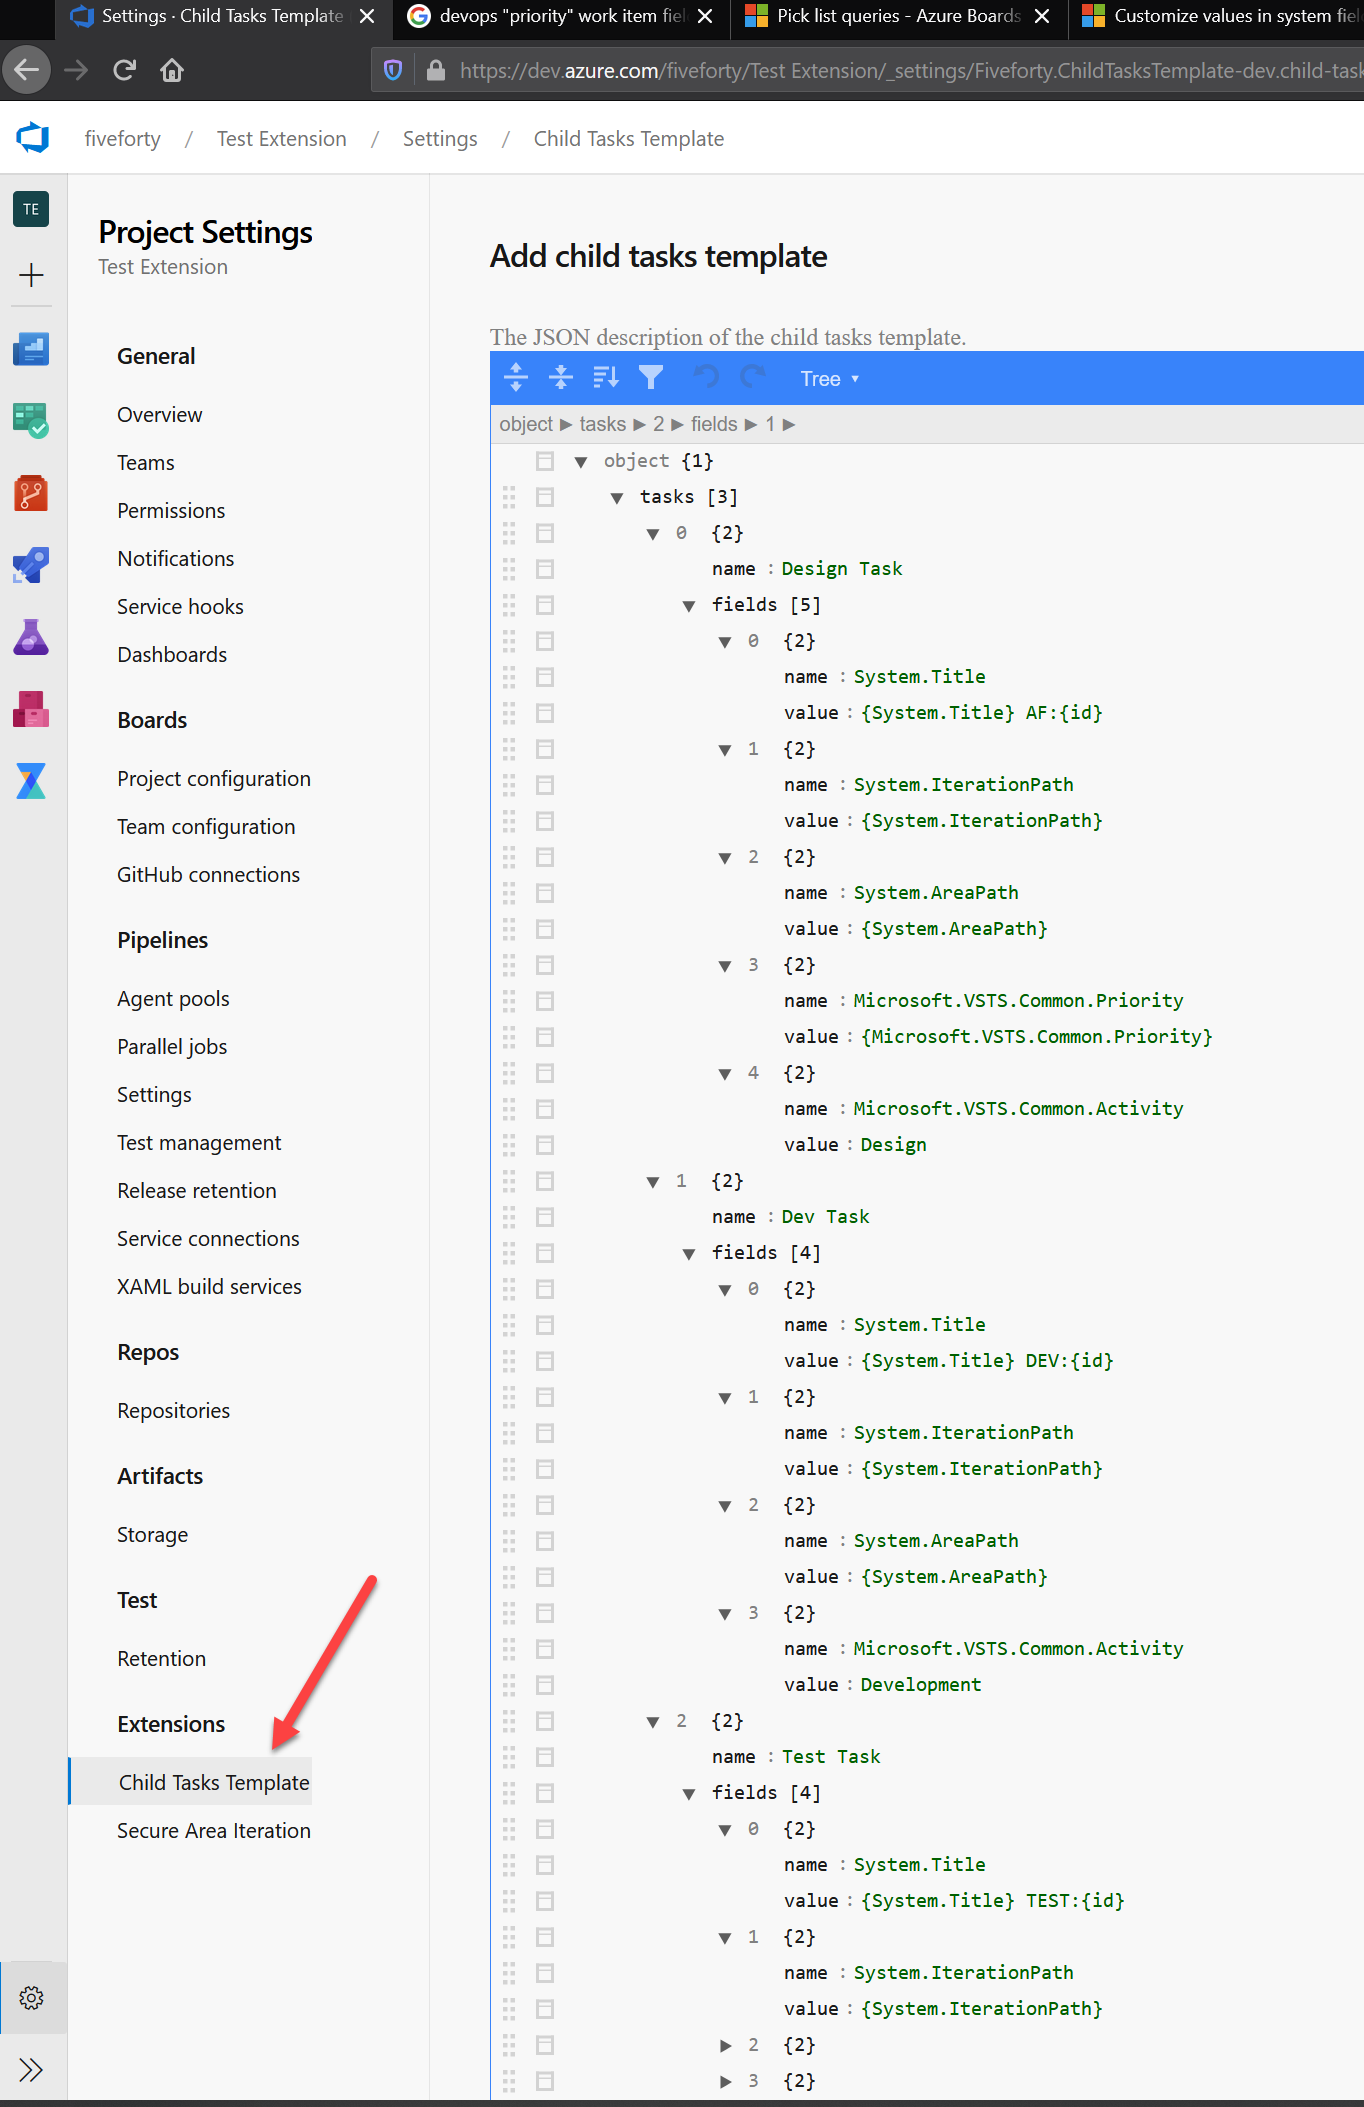 Settings · Child Tasks Template
devops "priority" work item fiel
Pick list queries - Azure Boards
Customize values in system fiel
https://dev.azure.com/fiveforty/Test Extension/_settings/Fiveforty.ChildTasksTemplate-dev.child-task
fiveforty / Test Extension / Settings / Child Tasks Template
TE
Project Settings
Test Extension
General
Overview
Teams
Permissions
Notifications
Service hooks
Dashboards
Boards
Project configuration
Team configuration
GitHub connections
Pipelines
Agent pools
Parallel jobs
Settings
Test management
Release retention
Service connections
XAML build services
Repos
Repositories
Artifacts
Storage
Test
Retention
Extensions
Child Tasks Template
Secure Area Iteration
Add child tasks template
The JSON description of the child tasks template.
Tree ▼
object ► tasks ► 2 ► fields ► 1 ►
▼ object {1}
▼ tasks [3]
▼ 0 {2}
name : Design Task
▼ fields [5]
▼ 0 {2}
name : System.Title
value : {System.Title} AF:{id}
▼ 1 {2}
name : System.IterationPath
value : {System.IterationPath}
▼ 2 {2}
name : System.AreaPath
value : {System.AreaPath}
▼ 3 {2}
name : Microsoft.VSTS.Common.Priority
value : {Microsoft.VSTS.Common.Priority}
▼ 4 {2}
name : Microsoft.VSTS.Common.Activity
value : Design
▼ 1 {2}
name : Dev Task
▼ fields [4]
▼ 0 {2}
name : System.Title
value : {System.Title} DEV:{id}
▼ 1 {2}
name : System.IterationPath
value : {System.IterationPath}
▼ 2 {2}
name : System.AreaPath
value : {System.AreaPath}
▼ 3 {2}
name : Microsoft.VSTS.Common.Activity
value : Development
▼ 2 {2}
name : Test Task
▼ fields [4]
▼ 0 {2}
name : System.Title
value : {System.Title} TEST:{id}
▼ 1 {2}
name : System.IterationPath
value : {System.IterationPath}
► 2 {2}
► 3 {2}